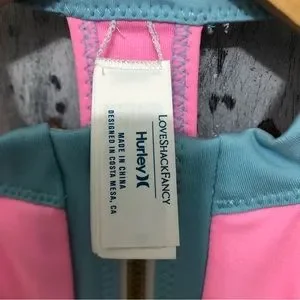 LOVESHACKFANCY
Hurley
MADE IN CHINA
DESIGNED IN COSTA MESA, CA